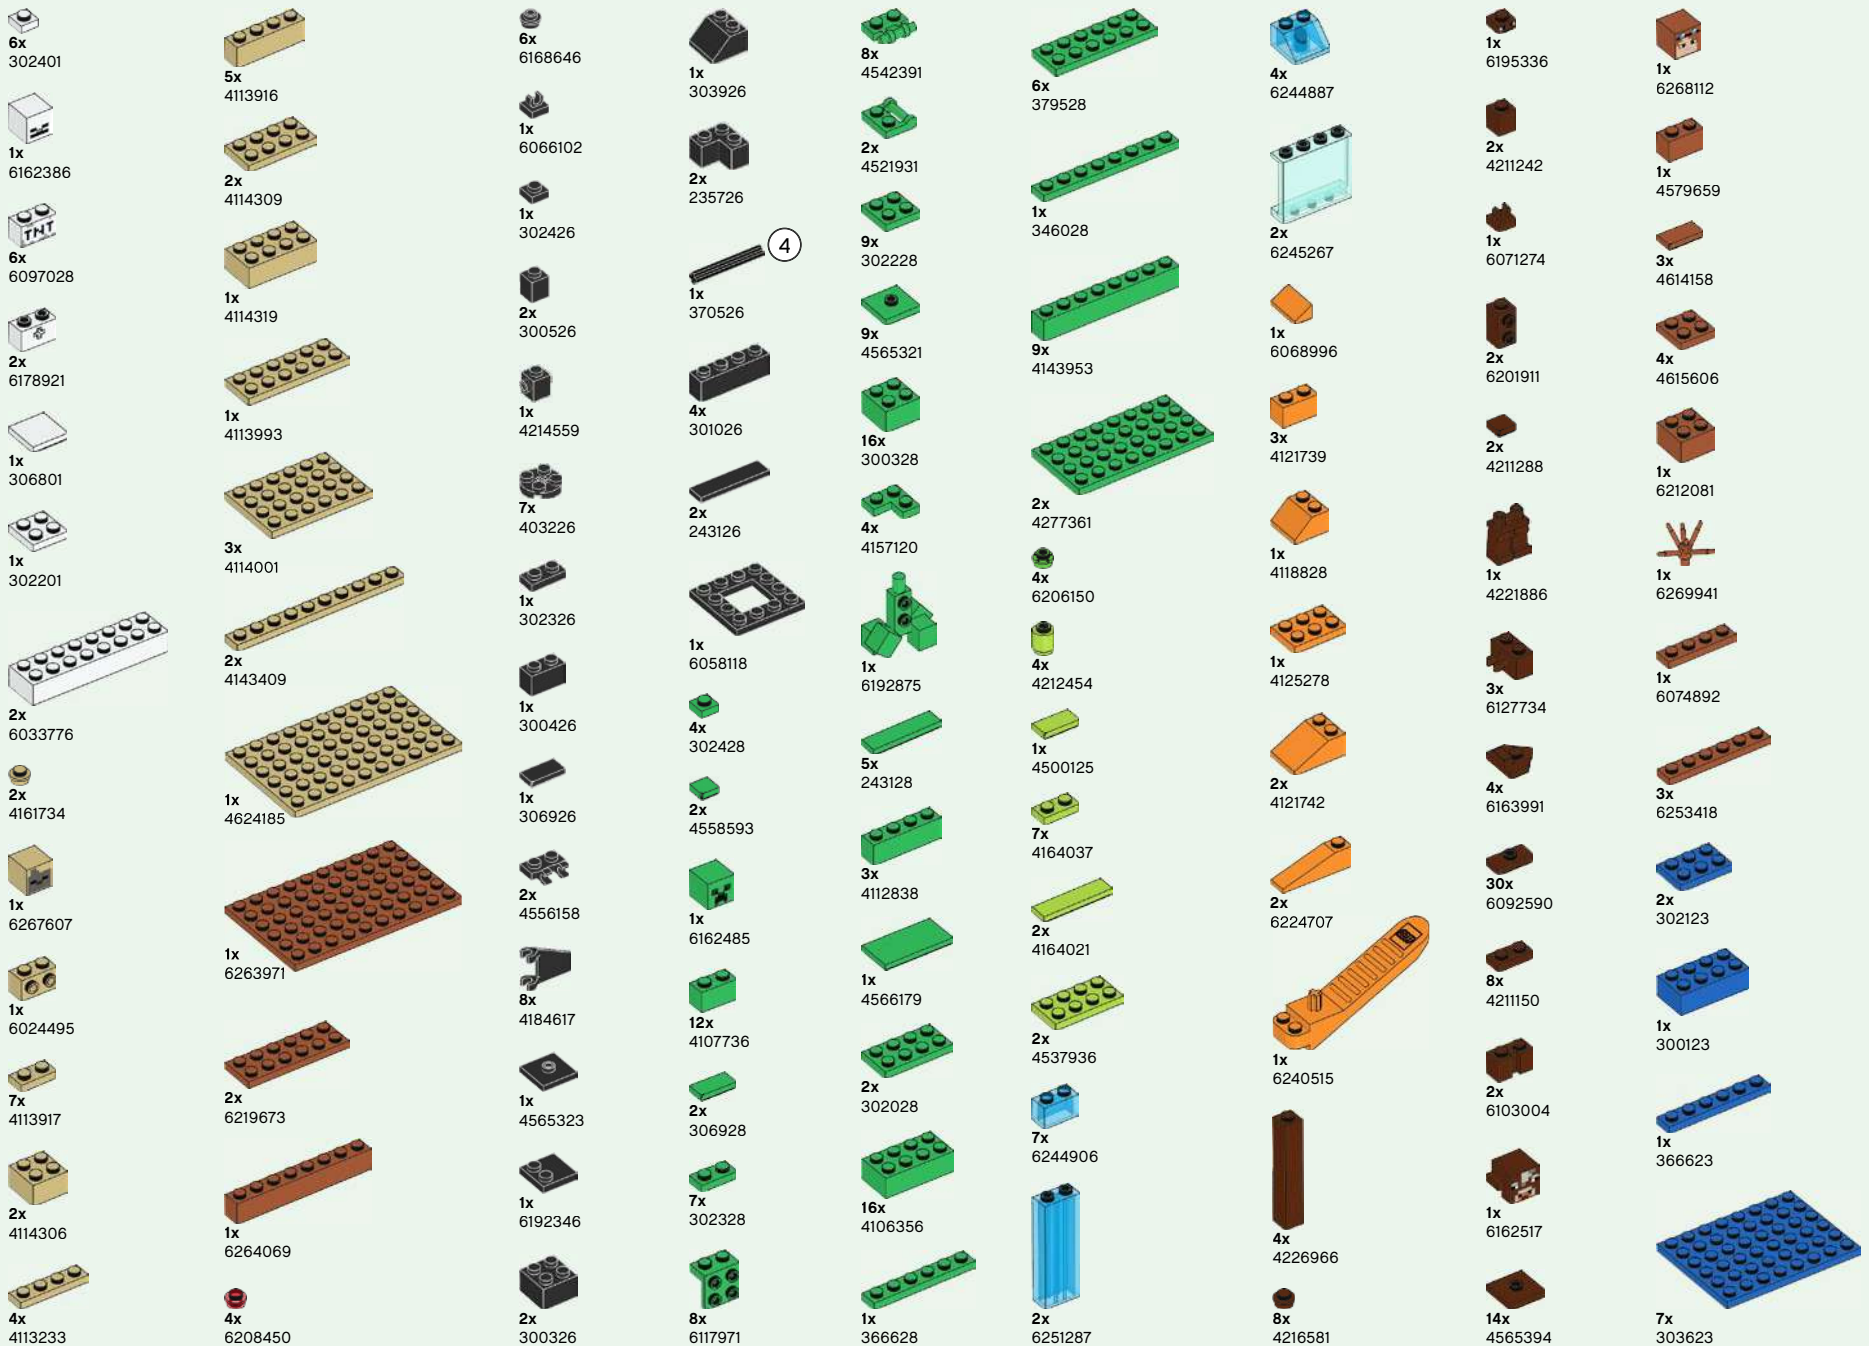 6x
302401
1x
6162386
TNT
6x
6097028
2x
6178921
1x
306801
1x
302201
2x
6033776
2x
4161734
1x
6267607
1x
6024495
7x
4113917
2x
4114306
4x
4113233
5x
4113916
2x
4114309
1x
4114319
1x
4113993
3x
4114001
2x
4143409
1x
4624185
1x
6263971
2x
6219673
1x
6264069
4x
6208450
6x
6168646
1x
6066102
1x
302426
2x
300526
1x
4214559
7x
403226
1x
302326
1x
300426
1x
306926
2x
4556158
8x
4184617
1x
4565323
1x
6192346
2x
300326
1x
303926
2x
235726
4
1x
370526
4x
301026
2x
243126
1x
6058118
4x
302428
2x
4558593
1x
6162485
12x
4107736
2x
306928
7x
302328
8x
6117971
8x
4542391
2x
4521931
9x
302228
9x
4565321
16x
300328
4x
4157120
1x
6192875
5x
243128
3x
4112838
1x
4566179
2x
302028
16x
4106356
1x
366628
6x
379528
1x
346028
9x
4143953
2x
4277361
4x
6206150
4x
4212454
1x
4500125
7x
4164037
2x
4164021
2x
4537936
7x
6244906
2x
6251287
4x
6244887
2x
6245267
1x
6068996
3x
4121739
1x
4118828
1x
4125278
2x
4121742
2x
6224707
1x
6240515
4x
4226966
8x
4216581
1x
6195336
2x
4211242
1x
6071274
2x
6201911
2x
4211288
1x
4221886
3x
6127734
4x
6163991
30x
6092590
8x
4211150
2x
6103004
1x
6162517
14x
4565394
1x
6268112
1x
4579659
3x
4614158
4x
4615606
1x
6212081
1x
6269941
1x
6074892
3x
6253418
2x
302123
1x
300123
1x
366623
7x
303623